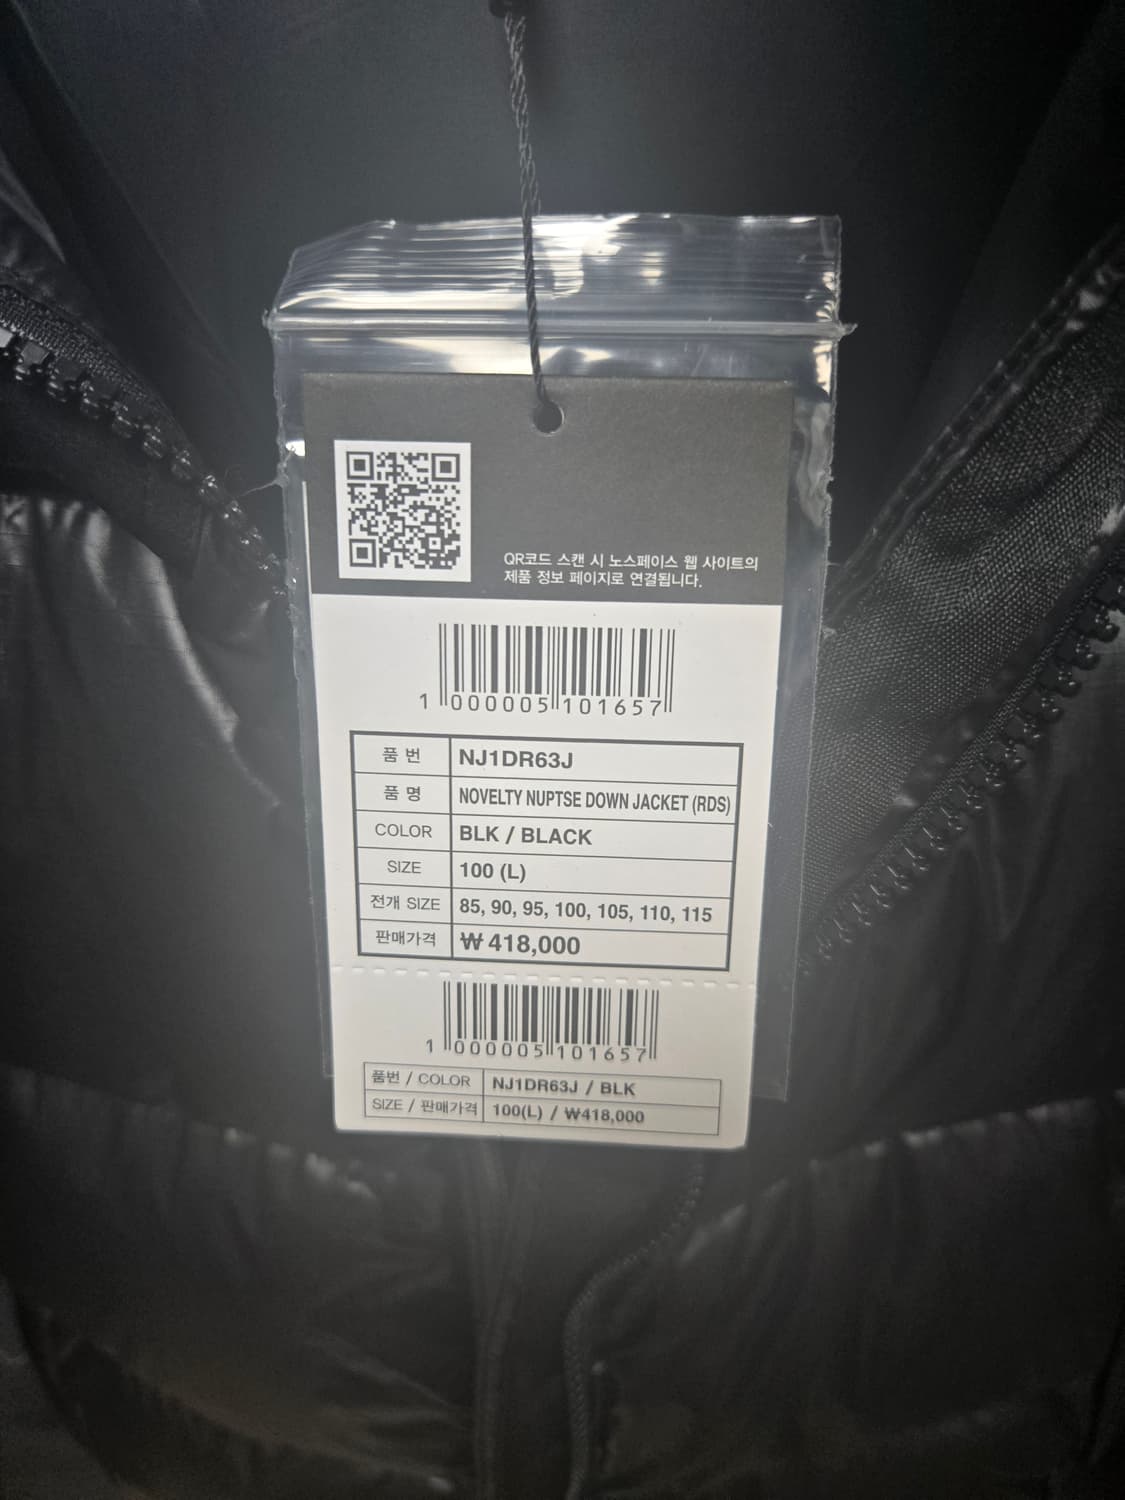 QR코드 스캔 시 노스페이스 웹 사이트의
제품 정보 페이지로 연결됩니다.
1 000005 101657
품 번 NJ1DR63J
품 명 NOVELTY NUPTSE DOWN JACKET (RDS)
COLOR BLK / BLACK
SIZE 100 (L)
전개 SIZE 85, 90, 95, 100, 105, 110, 115
판매가격 ₩ 418,000
1 000005 101657
품번 / COLOR NJ1DR63J / BLK
SIZE / 판매가격 100(L) / ₩418,000